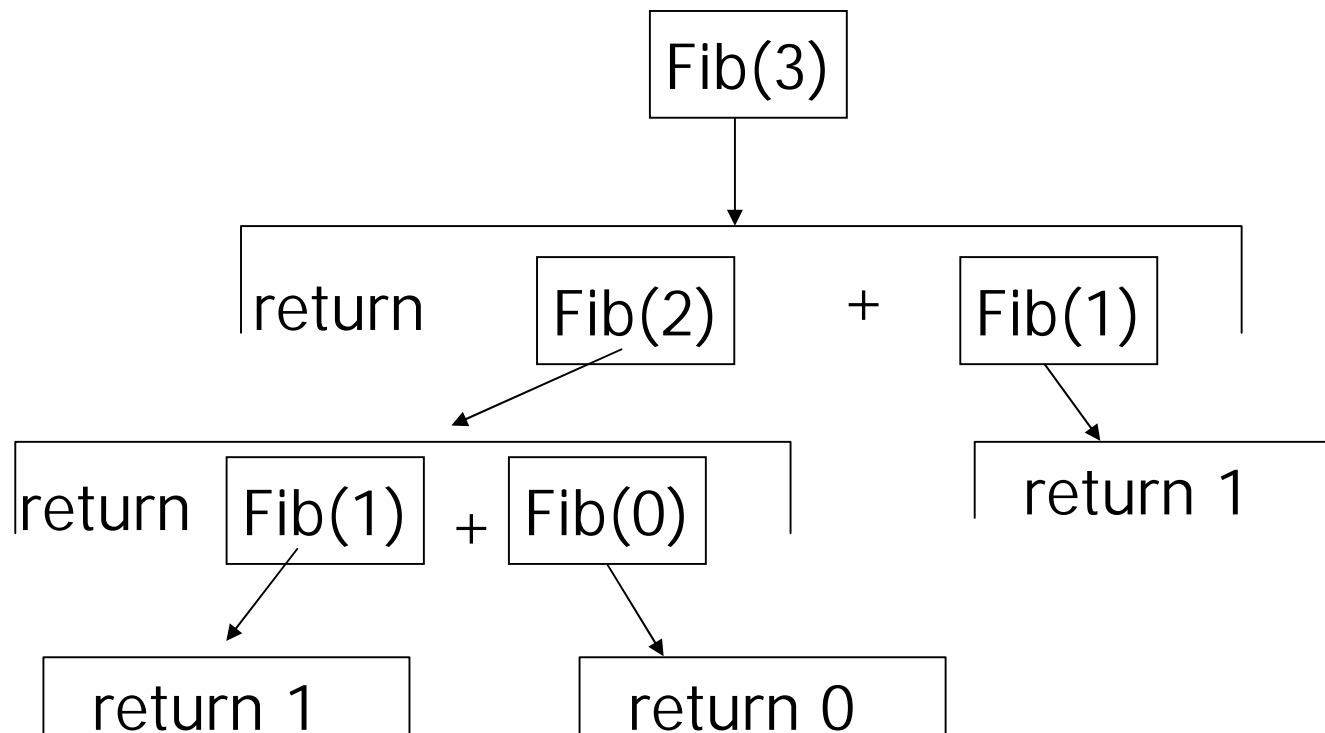 Fib(3)
return Fib(2) + Fib(1)
return Fib(1) + Fib(0)
return 1
return 1
return 0